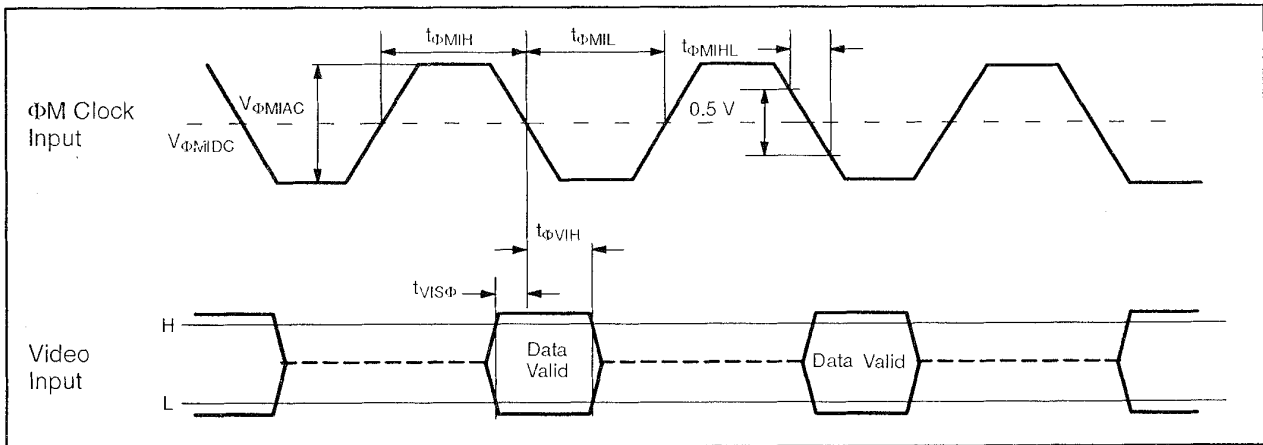 tΦMIH
tΦMIL
tΦMIHL
ΦM Clock
Input
VΦMIAC
VΦMIDC
0.5 V
tΦVIH
tVISΦ
H
Video
Input
Data
Valid
Data Valid
L